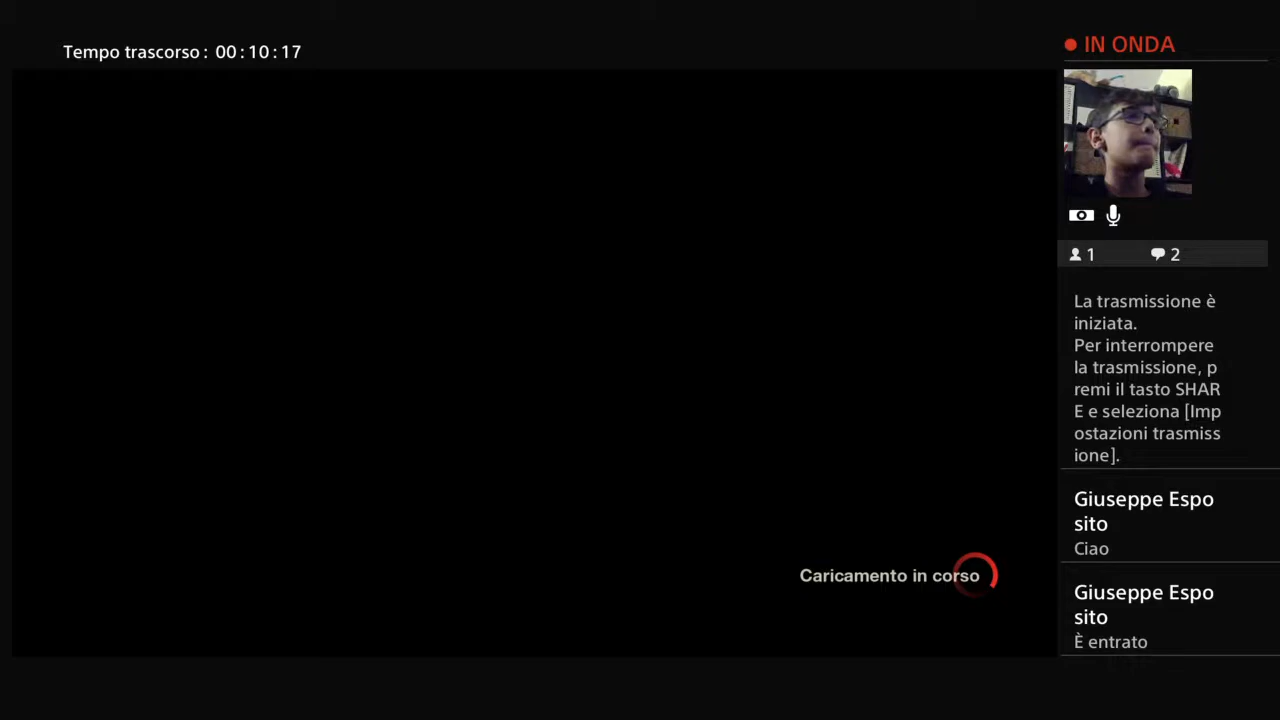 Tempo trascorso : 00 : 10 : 17
IN ONDA
1
2
La trasmissione è
iniziata.
Per interrompere
la trasmissione, p
remi il tasto SHAR
E e seleziona [Imp
ostazioni trasmiss
ione].
Giuseppe Espo
sito
Ciao
Giuseppe Espo
sito
È entrato
Caricamento in corso